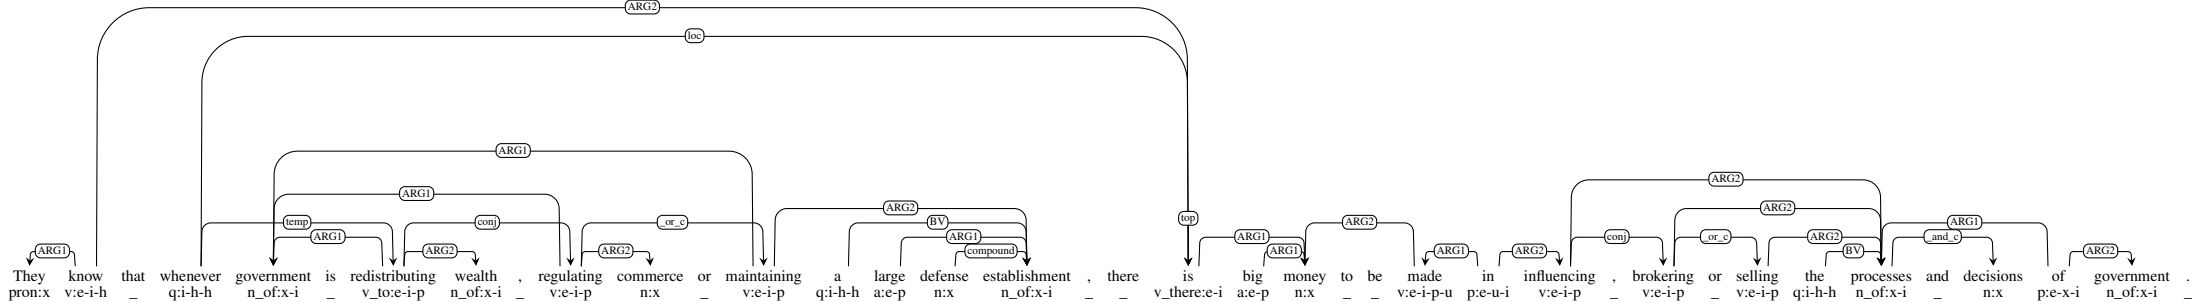 ARG2
loc
ARG1
ARG2
ARG1 ARG2
top
temp conj _or_c BV ARG1
ARG1 ARG1 ARG1 conj _or_c ARG2 _and_c
ARG1 ARG2 ARG2 compound ARG1 ARG2 ARG1 ARG2 BV ARG2
They know that whenever government is redistributing wealth , regulating commerce or maintaining a large defense establishment , there is big money to be made in influencing , brokering or selling the processes and decisions of government .
pron:x v:e-i-h _ q:i-h-h n_of:x-i _ v_to:e-i-p n_of:x-i _ v:e-i-p n:x _ v:e-i-p q:i-h-h a:e-p n:x n_of:x-i _ _ v_there:e-i a:e-p n:x _ _ v:e-i-p-u p:e-u-i v:e-i-p _ v:e-i-p _ v:e-i-p q:i-h-h n_of:x-i _ n:x p:e-x-i n_of:x-i _